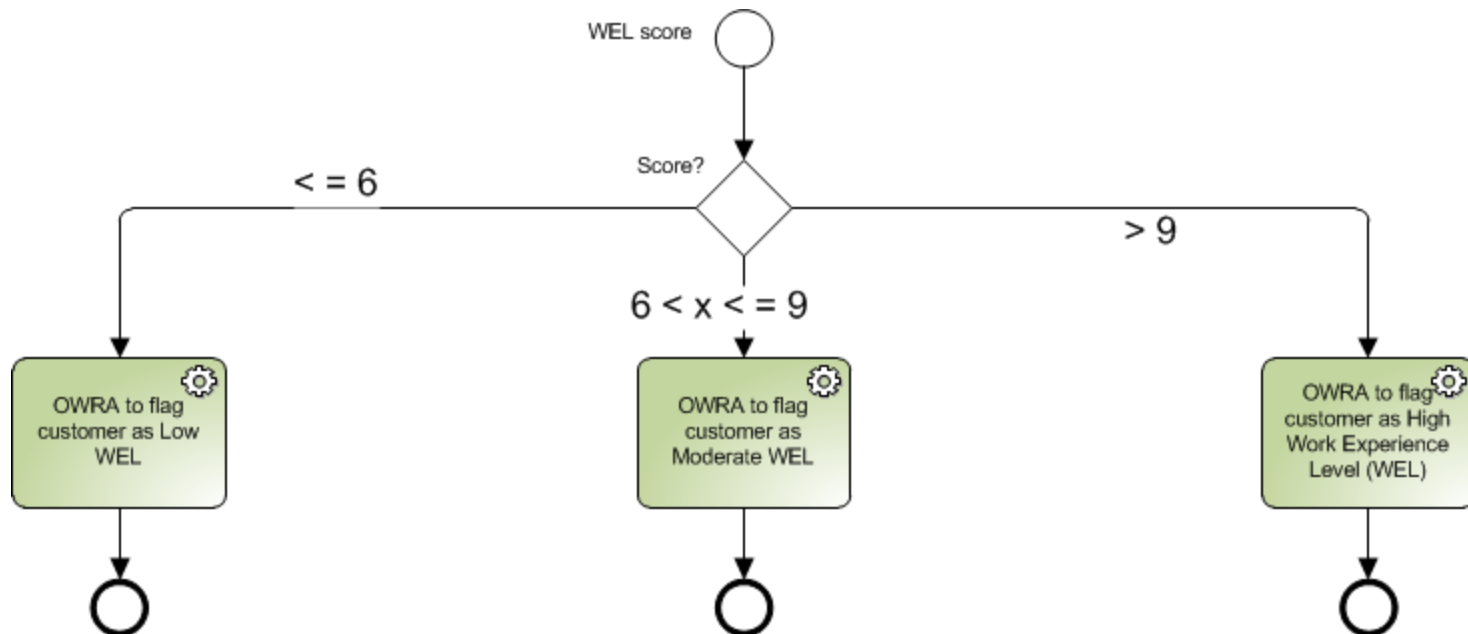 WEL score
Score?
< = 6
> 9
6 < x < = 9
OWRA to flag
customer as Low
WEL
OWRA to flag
customer as
Moderate WEL
OWRA to flag
customer as High
Work Experience
Level (WEL)